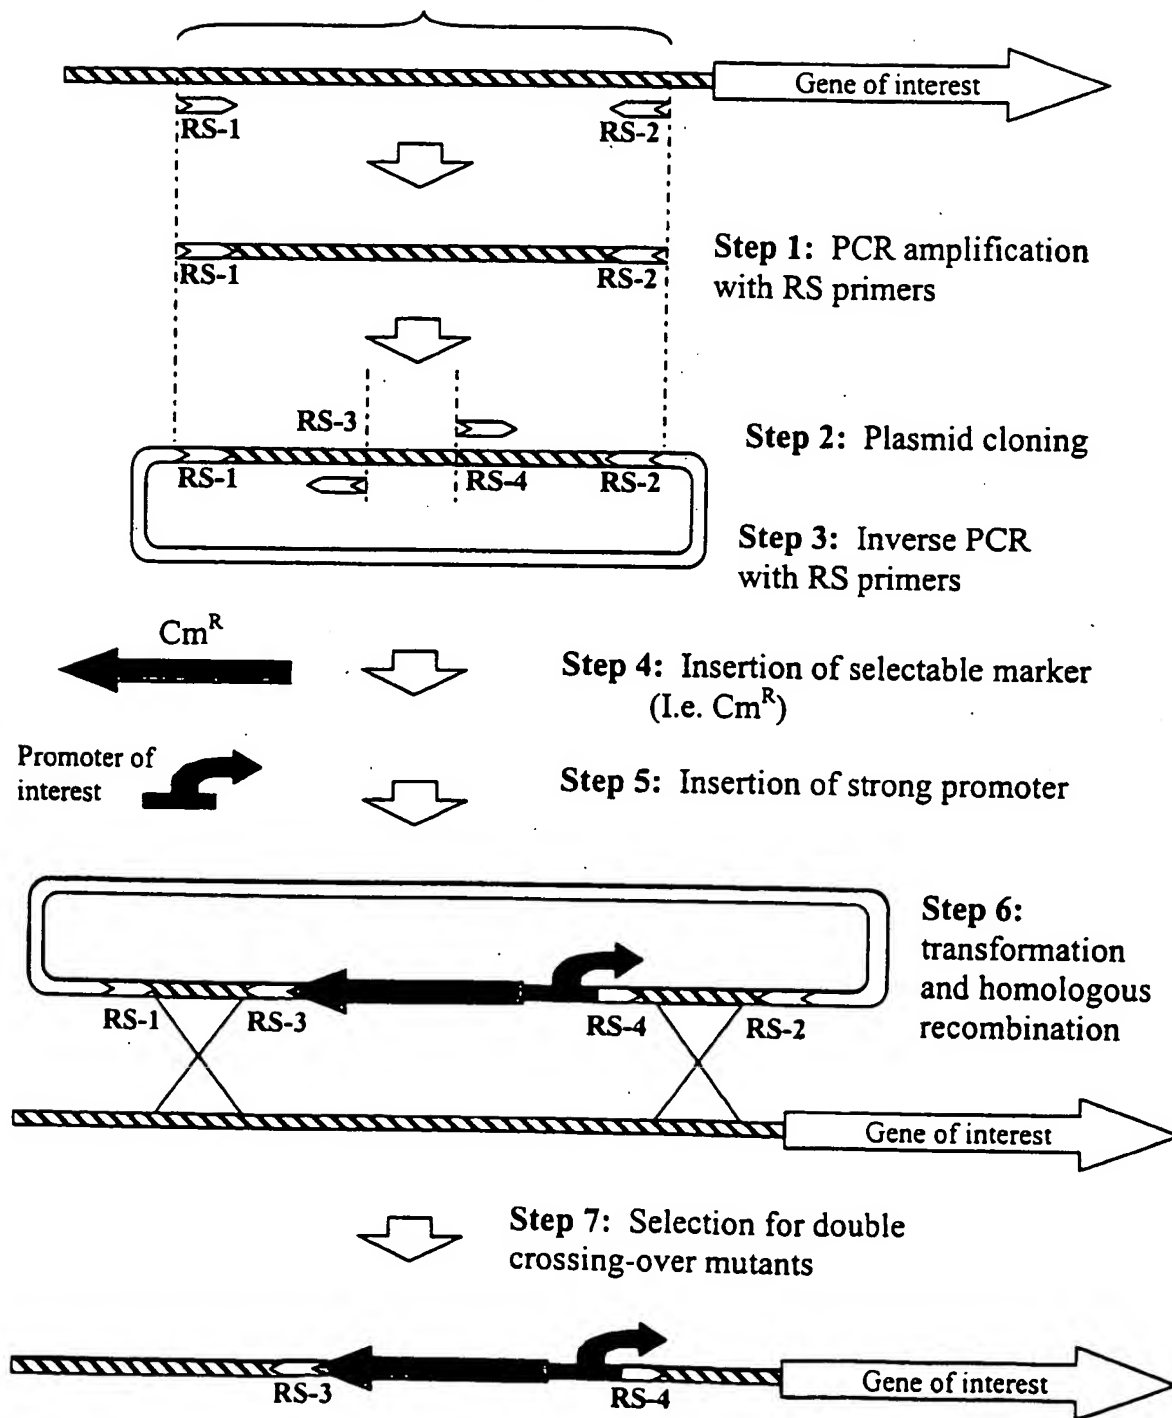 Gene of interest
RS-1
RS-2
RS-1
RS-2
Step 1: PCR amplification
with RS primers
RS-3
Step 2: Plasmid cloning
RS-1
RS-4
RS-2
Step 3: Inverse PCR
with RS primers
Cm^R
Step 4: Insertion of selectable marker
(I.e. Cm^R)
Promoter of
interest
Step 5: Insertion of strong promoter
Step 6:
transformation
and homologous
recombination
RS-1
RS-3
RS-4
RS-2
Gene of interest
Step 7: Selection for double
crossing-over mutants
RS-3
RS-4
Gene of interest